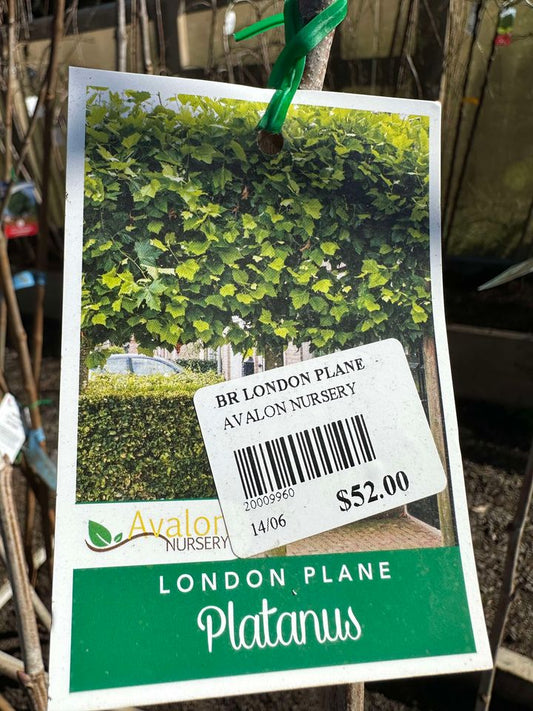 BR LONDON PLANE
AVALON NURSERY
20009960
14/06
$52.00
Avalon
NURSERY
LONDON PLANE
Platanus